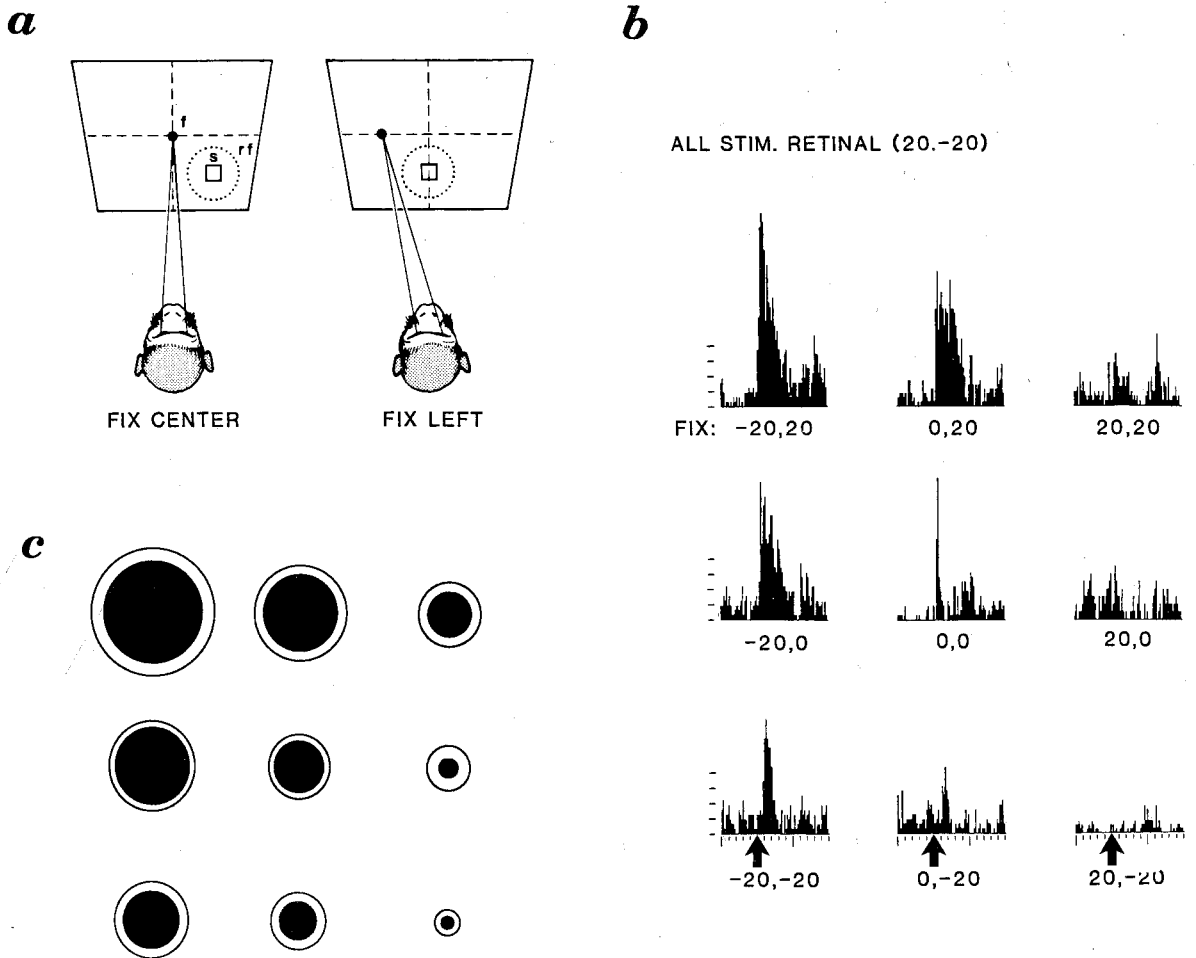 a
f
rf
s
FIX CENTER
FIX LEFT
b
ALL STIM. RETINAL (20.-20)
FIX: -20,20
0,20
20,20
-20,0
0,0
20,0
-20,-20
0,-20
20,-20
c